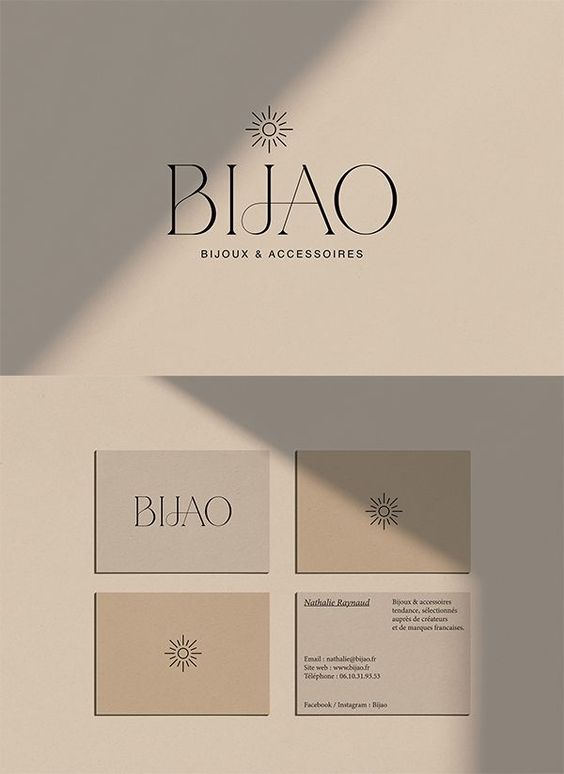 BIJAO
BIJOUX & ACCESSOIRES
BIJAO
Nathalie Raynaud
Bijoux & accessoires
tendance, sélectionnés
auprès de créateurs
et de marques francaises.
Email : nathalie@bijao.fr
Site web : www.bijao.fr
Téléphone : 06.10.31.93.53
Facebook / Instagram : Bijao